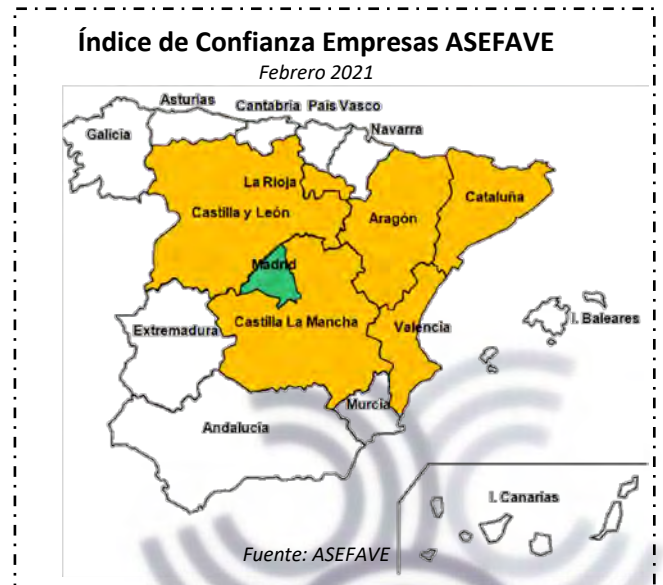 Índice de Confianza Empresas ASEFAVE
Febrero 2021
Asturias
Cantabria
País Vasco
Galicia
Navarra
La Rioja
Castilla y León
Aragón
Cataluña
Madrid
Castilla La Mancha
Valencia
I. Baleares
Extremadura
Murcia
Andalucía
I. Canarias
Fuente: ASEFAVE